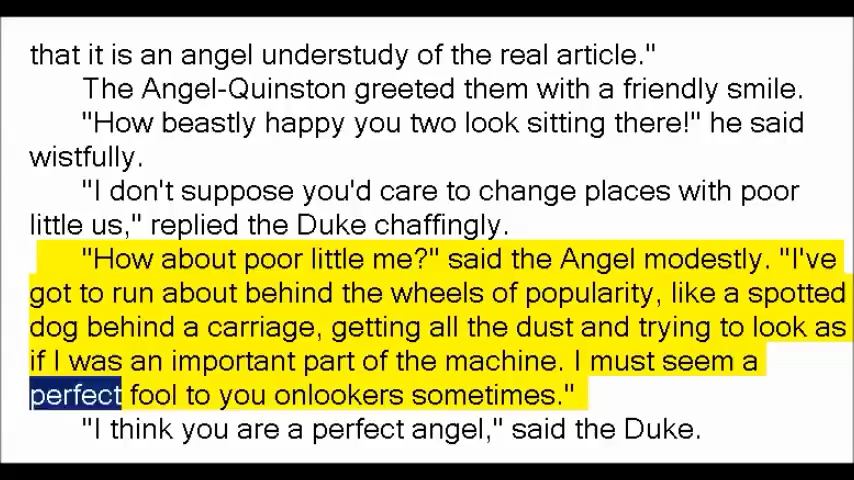 that it is an angel understudy of the real article."
The Angel-Quinston greeted them with a friendly smile.
"How beastly happy you two look sitting there!" he said
wistfully.
"I don't suppose you'd care to change places with poor
little us," replied the Duke chaffingly.
"How about poor little me?" said the Angel modestly. "I've
got to run about behind the wheels of popularity, like a spotted
dog behind a carriage, getting all the dust and trying to look as
if I was an important part of the machine. I must seem a
perfect fool to you onlookers sometimes."
"I think you are a perfect angel," said the Duke.